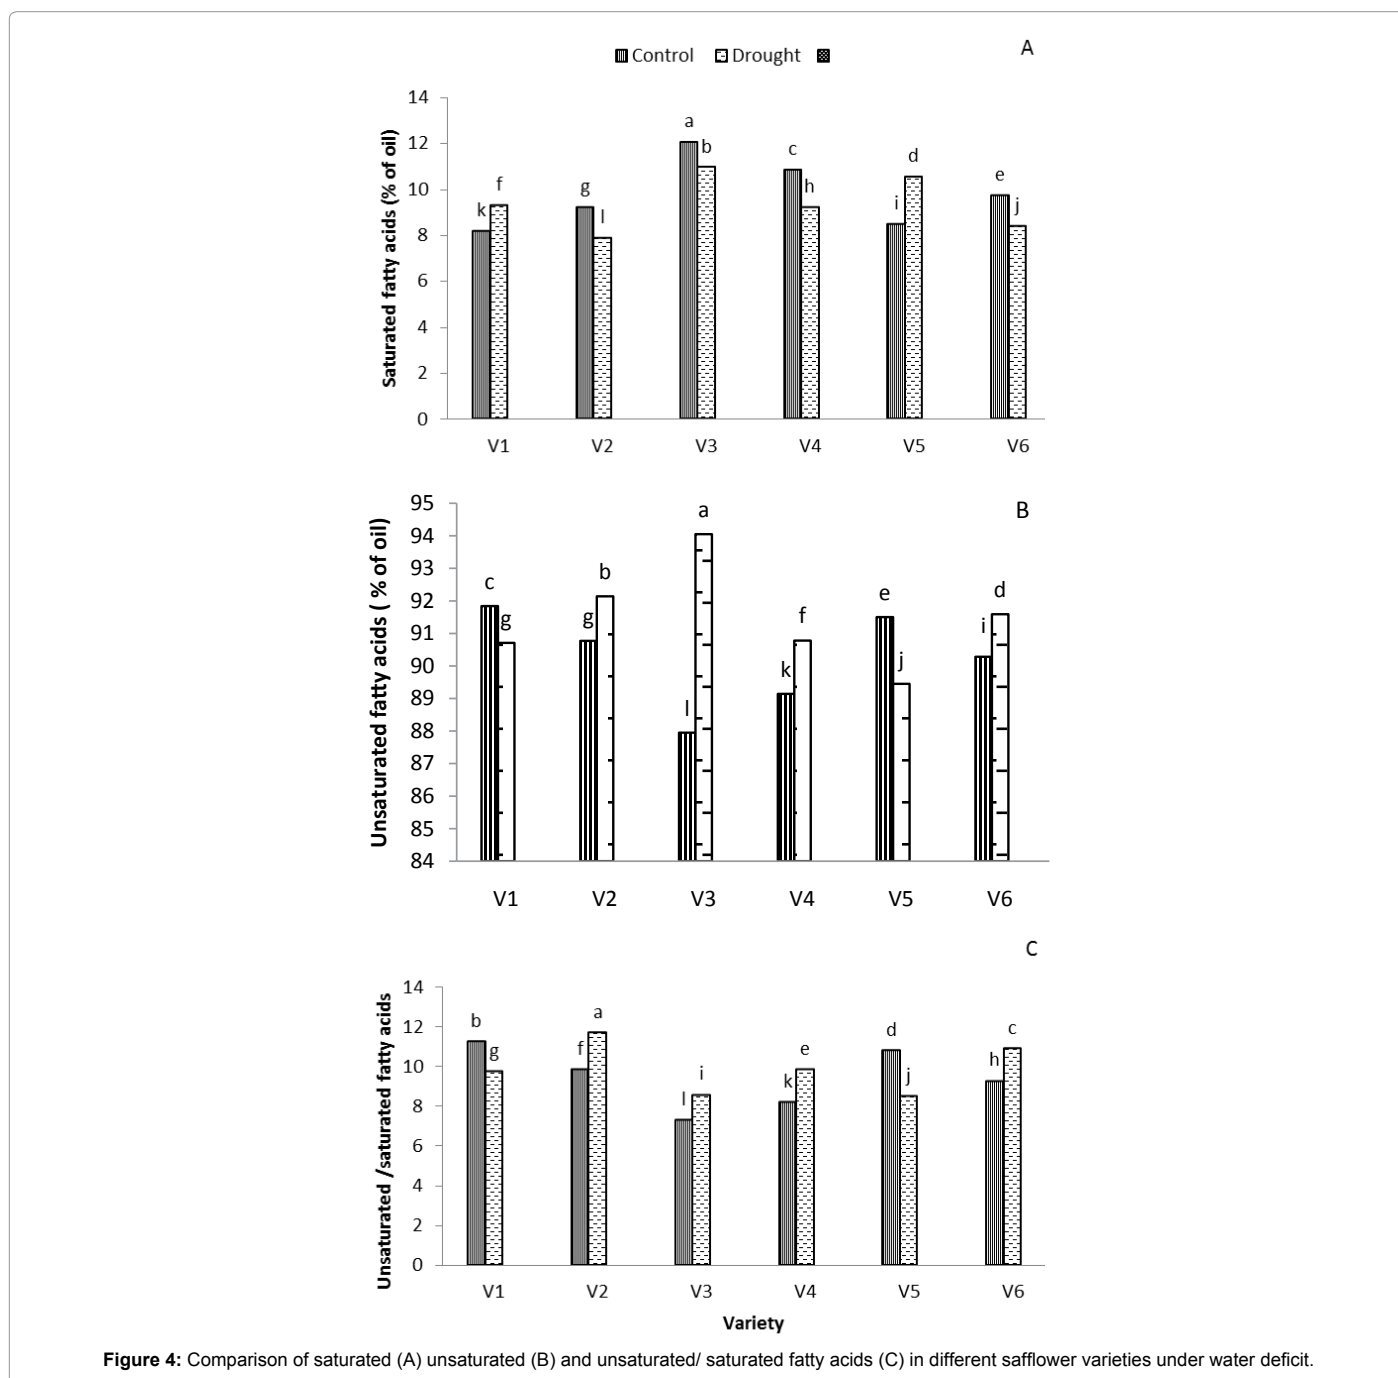 Control Drought
A
Saturated fatty acids (% of oil)
14
12
10
8
6
4
2
0
k f g l a b c h i d e j
V1 V2 V3 V4 V5 V6
B
Unsaturated fatty acids ( % of oil)
95
94
93
92
91
90
89
88
87
86
85
84
c g g b l a k f e j i d
V1 V2 V3 V4 V5 V6
C
Unsaturated /saturated fatty acids
14
12
10
8
6
4
2
0
b g f a l i k e d j h c
V1 V2 V3 V4 V5 V6
Variety
Figure 4: Comparison of saturated (A) unsaturated (B) and unsaturated/ saturated fatty acids (C) in different safflower varieties under water deficit.